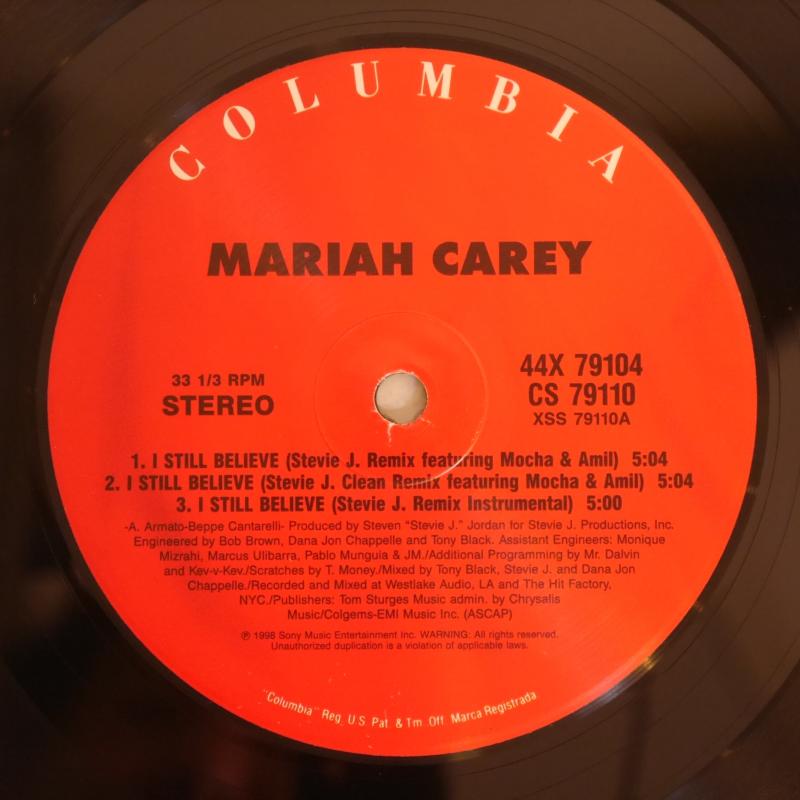 COLUMBIA
MARIAH CAREY
33 1/3 RPM
STEREO
44X 79104
CS 79110
XSS 79110A
1. I STILL BELIEVE (Stevie J. Remix featuring Mocha & Amil) 5:04
2. I STILL BELIEVE (Stevie J. Clean Remix featuring Mocha & Amil) 5:04
3. I STILL BELIEVE (Stevie J. Remix Instrumental) 5:00
-A. Armato-Beppe Cantarelli- Produced by Steven "Stevie J." Jordan for Stevie J. Productions, Inc.
Engineered by Bob Brown, Dana Jon Chappelle and Tony Black. Assistant Engineers: Monique
Mizrahi, Marcus Ulibarra, Pablo Munguia & JM./Additional Programming by Mr. Dalvin
and Kev-v-Kev./Scratches by T. Money./Mixed by Tony Black, Stevie J. and Dana Jon
Chappelle./Recorded and Mixed at Westlake Audio, LA and The Hit Factory,
NYC./Publishers: Tom Sturges Music admin. by Chrysalis
Music/Colgems-EMI Music Inc. (ASCAP)
℗ 1998 Sony Music Entertainment Inc. WARNING: All rights reserved.
Unauthorized duplication is a violation of applicable laws.
"Columbia" Reg. U.S. Pat. & Tm. Off. Marca Registrada.